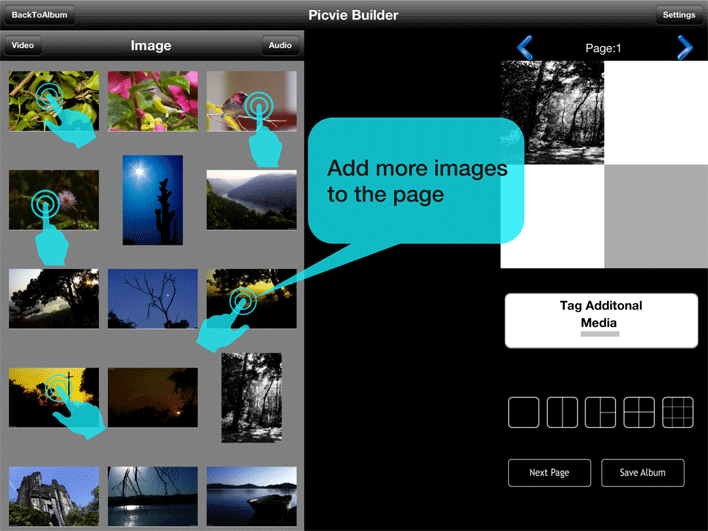 BackToAlbum
Picvie Builder
Settings
Video
Image
Audio
Page:1
Add more images
to the page
Tag Additonal
Media
Next Page
Save Album